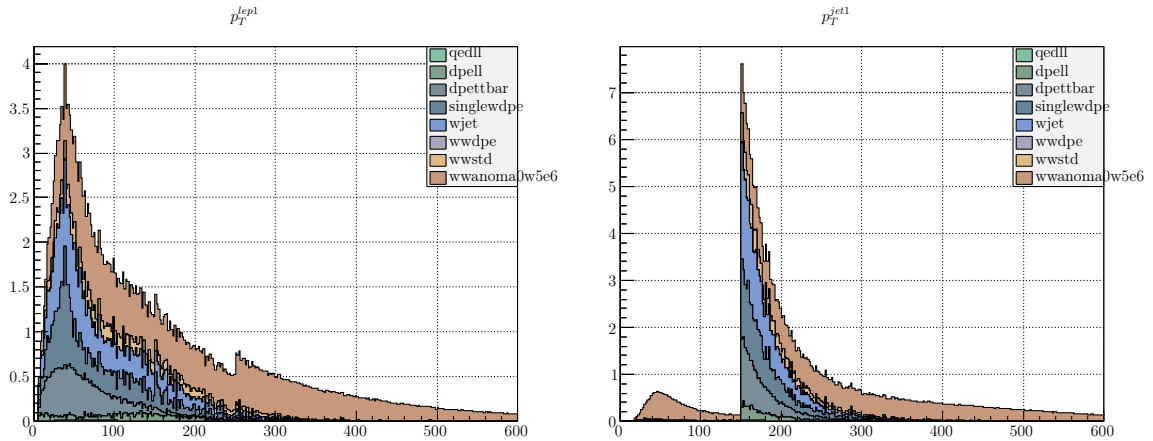 p_T^{lep1}
4
3.5
3
2.5
2
1.5
1
0.5
0
0 100 200 300 400 500 600
qedll
dpell
dpettbar
singlewdpe
wjet
wwdpe
wwstd
wwanoma0w5e6
p_T^{jet1}
7
6
5
4
3
2
1
0
0 100 200 300 400 500 600
qedll
dpell
dpettbar
singlewdpe
wjet
wwdpe
wwstd
wwanoma0w5e6